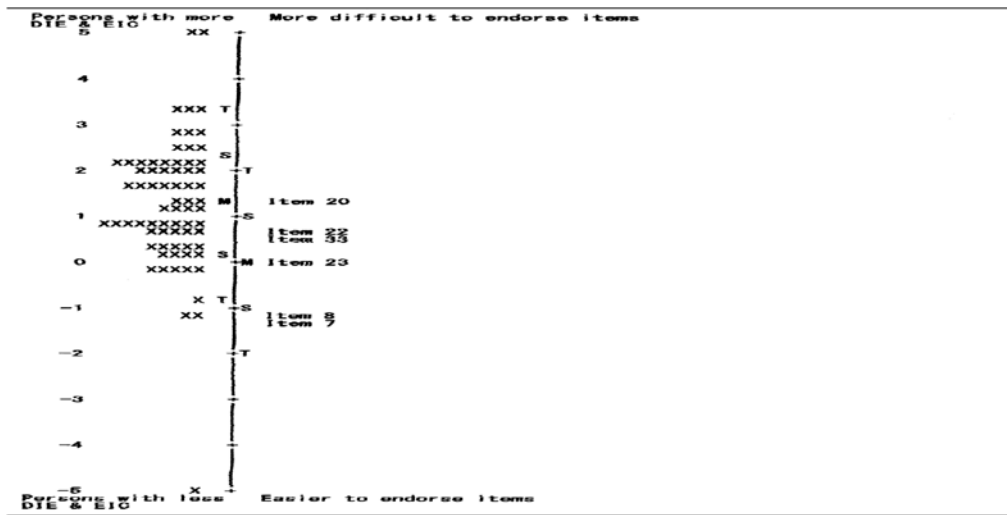 Persons with more More difficult to endorse items
DIE & EIC
5 XX
4
XXX T
3
XXX
XXX
S
XXXXXXXX
2 XXXXXX T
XXXXXXX
XXX M Item 20
XXXX
1 S
XXXXXXXXX
XXXXX Item 22
Item 33
XXXXX
XXXX S
0 M Item 23
XXXXX
X T
-1 S
XX Item 8
Item 7
-2 T
-3
-4
-5 X
Persons with less Easier to endorse items
DIE & EIC